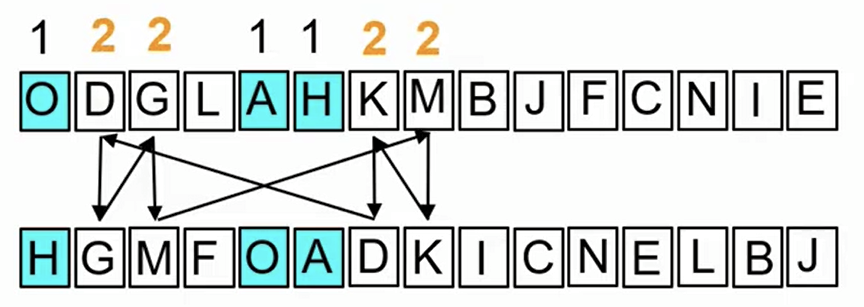 1 2 2 1 1 2 2
O D G L A H K M B J F C N I E
H G M F O A D K I C N E L B J